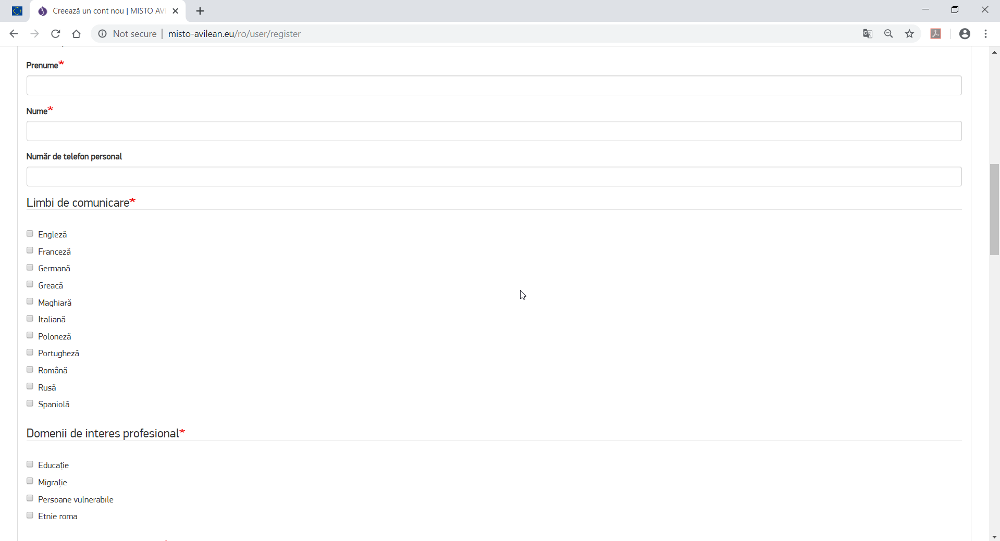 Creează un cont nou | MISTO AVI
Not secure | misto-avilean.eu/ro/user/register
Prenume*
Nume*
Număr de telefon personal
Limbi de comunicare*
Engleză
Franceză
Germană
Greacă
Maghiară
Italiană
Poloneză
Portugheză
Română
Rusă
Spaniolă
Domenii de interes profesional*
Educație
Migrație
Persoane vulnerabile
Etnie roma